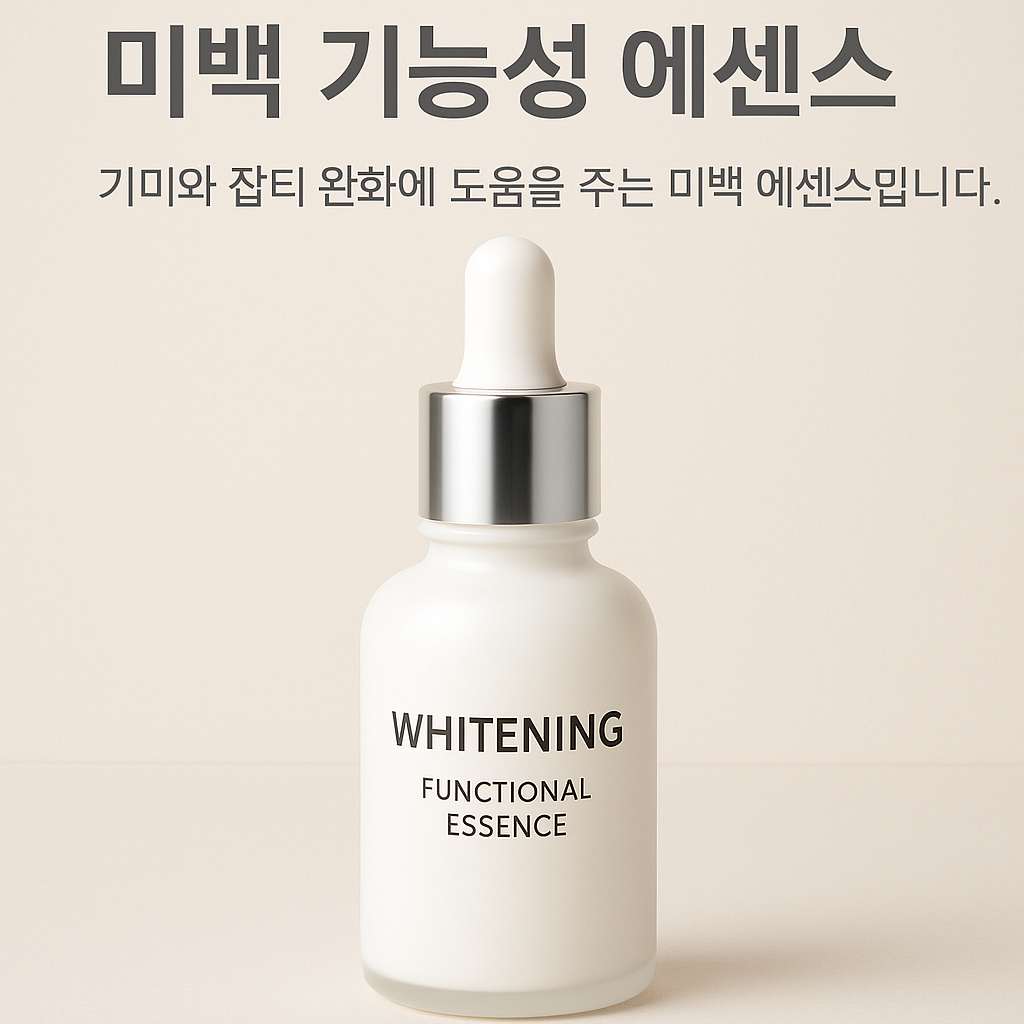 미백 기능성 에센스
기미와 잡티 완화에 도움을 주는 미백 에센스입니다.
WHITENING
FUNCTIONAL
ESSENCE